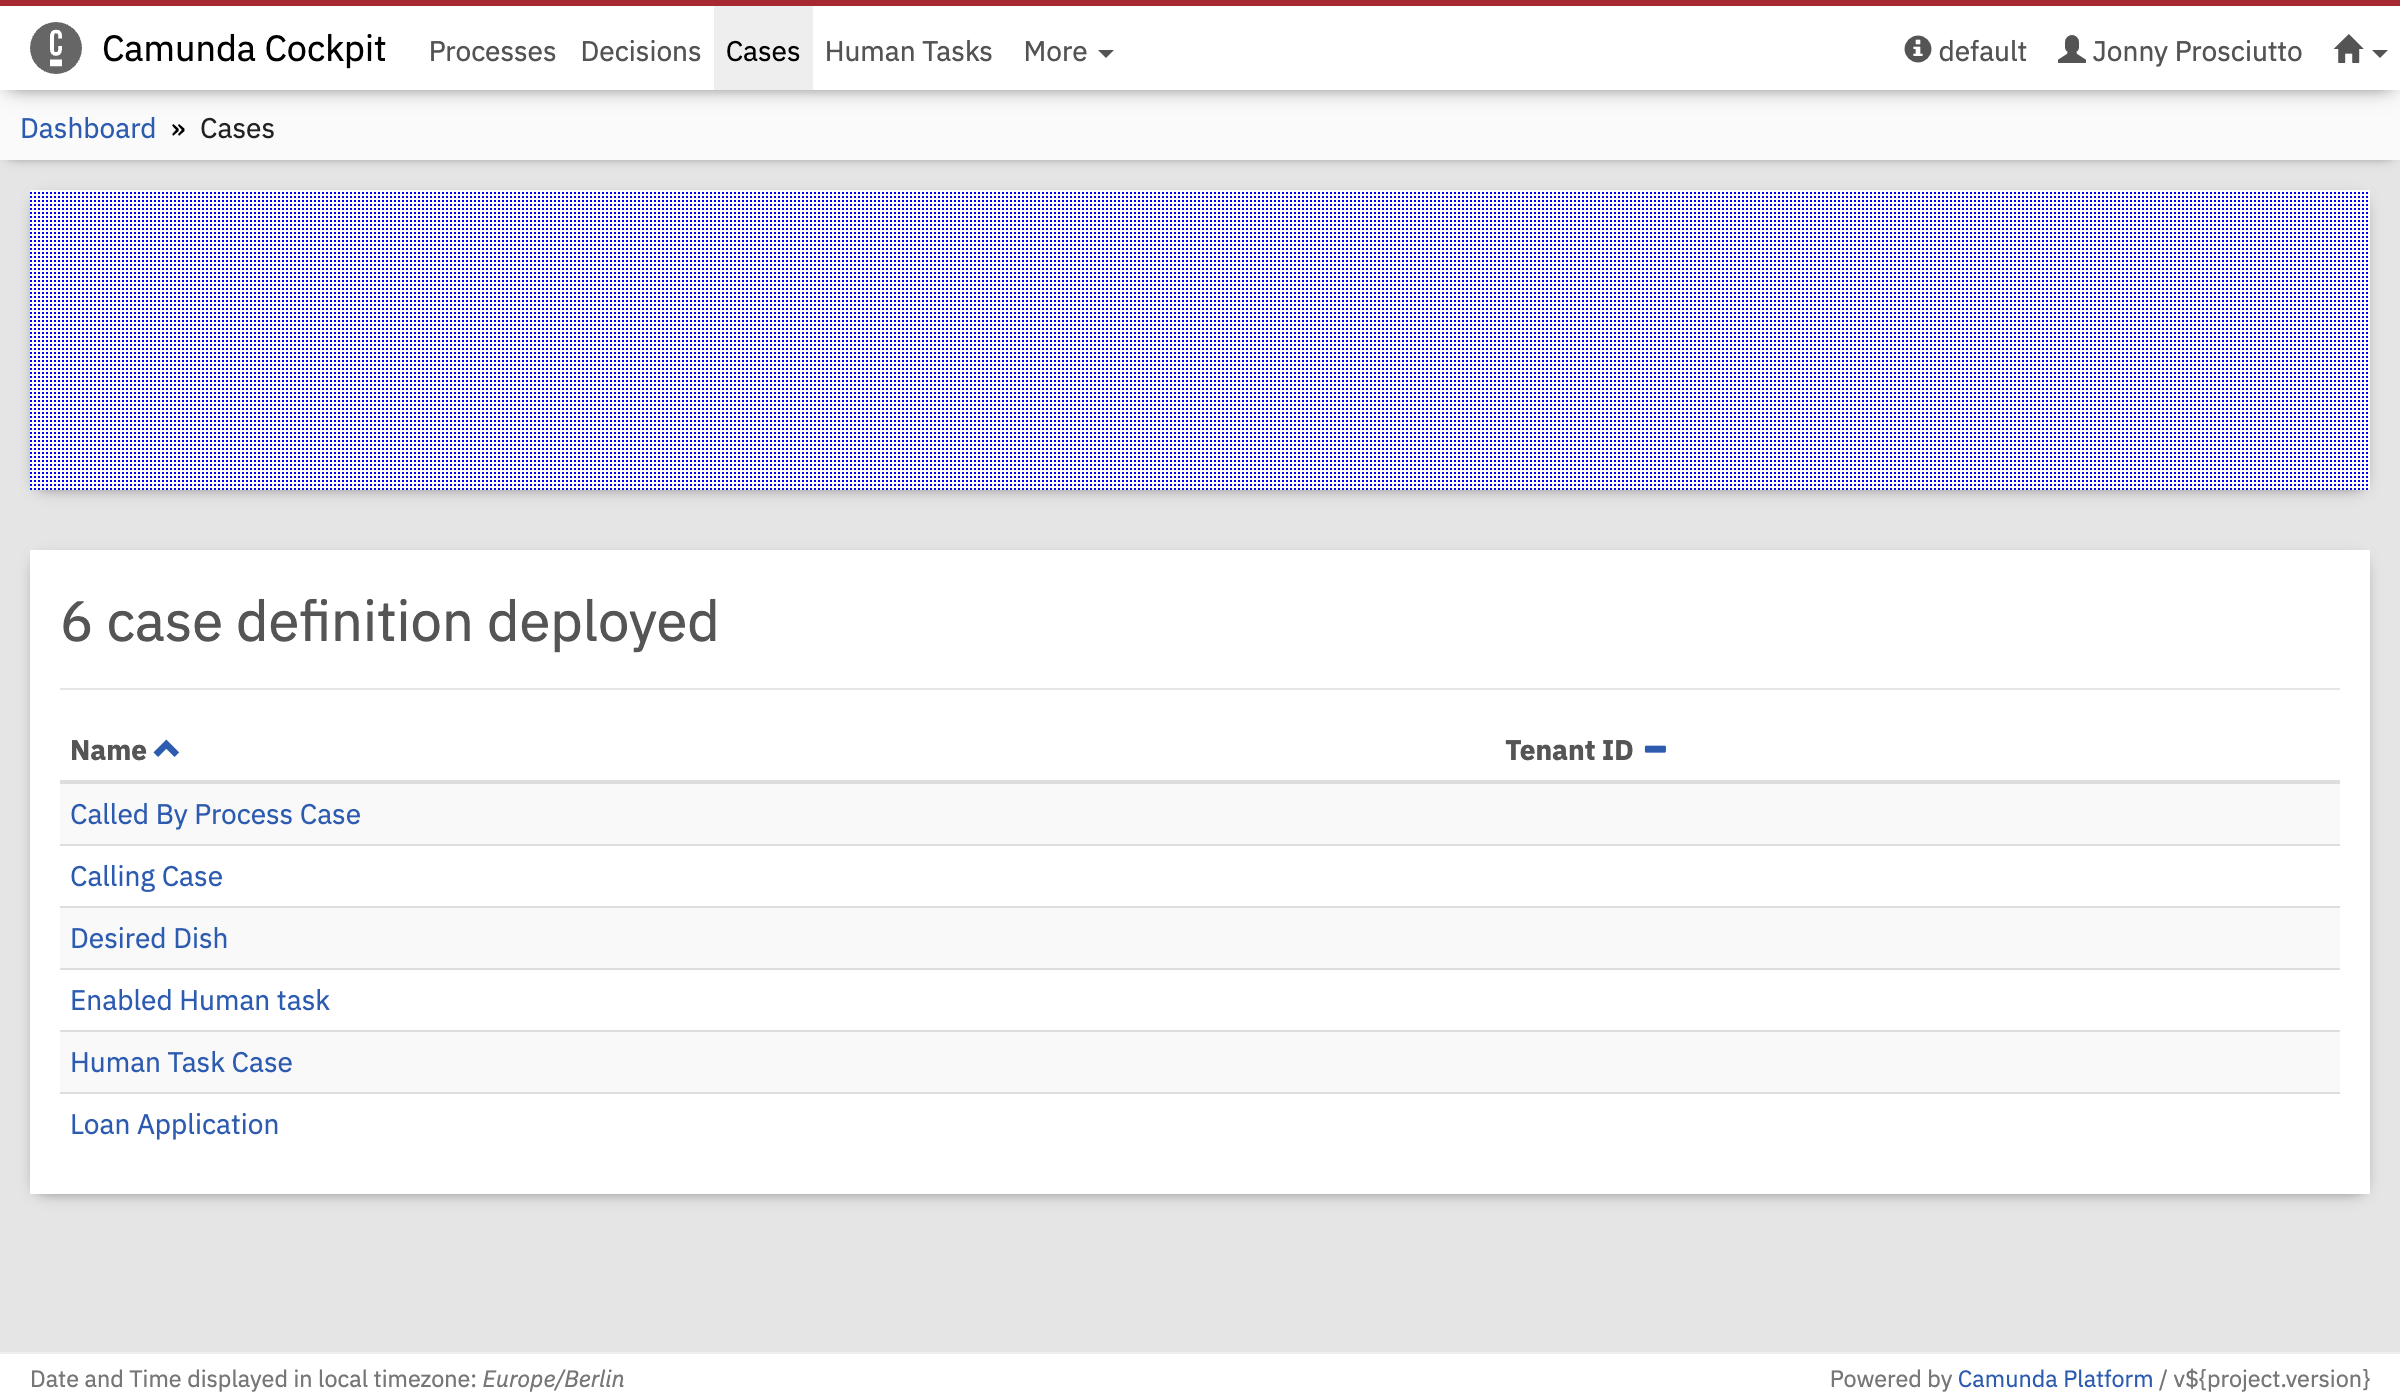 Camunda Cockpit Processes Decisions Cases Human Tasks More default Jonny Prosciutto
Dashboard » Cases
6 case definition deployed
Name Tenant ID
Called By Process Case
Calling Case
Desired Dish
Enabled Human task
Human Task Case
Loan Application
Date and Time displayed in local timezone: Europe/Berlin Powered by Camunda Platform / v${project.version}